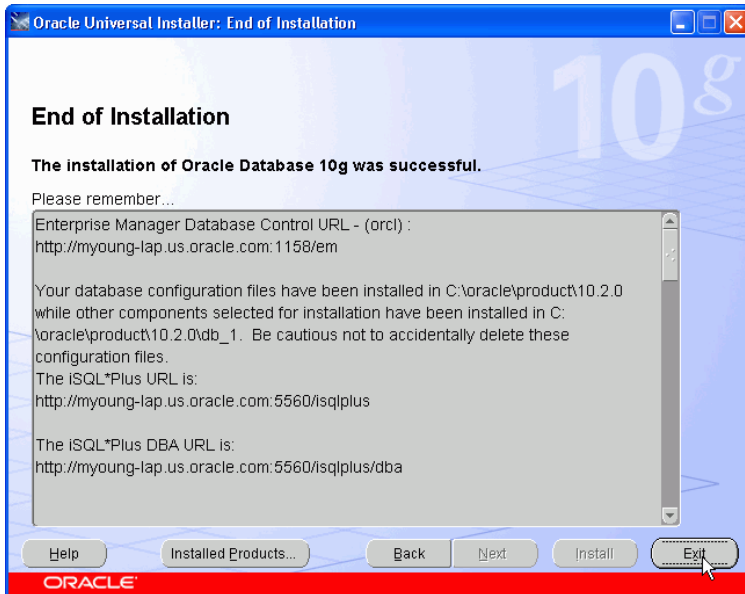 Oracle Universal Installer: End of Installation
10g
End of Installation
The installation of Oracle Database 10g was successful.
Please remember...
Enterprise Manager Database Control URL - (orcl) :
http://myoung-lap.us.oracle.com:1158/em
Your database configuration files have been installed in C:\oracle\product\10.2.0
while other components selected for installation have been installed in C:
\oracle\product\10.2.0\db_1.  Be cautious not to accidentally delete these
configuration files.
The iSQL*Plus URL is:
http://myoung-lap.us.oracle.com:5560/isqlplus
The iSQL*Plus DBA URL is:
http://myoung-lap.us.oracle.com:5560/isqlplus/dba
Help Installed Products... Back Next Install Exit
ORACLE